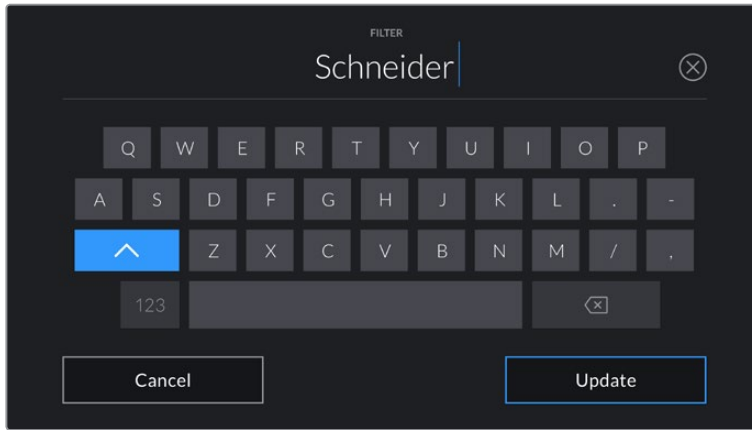 FILTER
Schneider
Q W E R T Y U I O P
A S D F G H J K L . -
Z X C V B N M / ,
123
Cancel Update